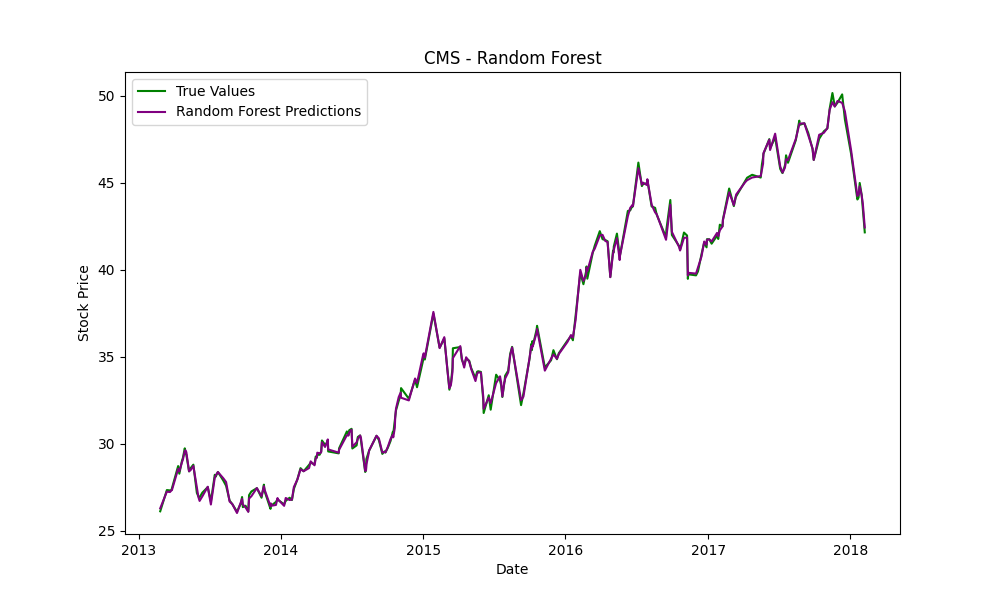 CMS - Random Forest
True Values
Random Forest Predictions
Stock Price
50
45
40
35
30
25
2013
2014
2015
2016
2017
2018
Date